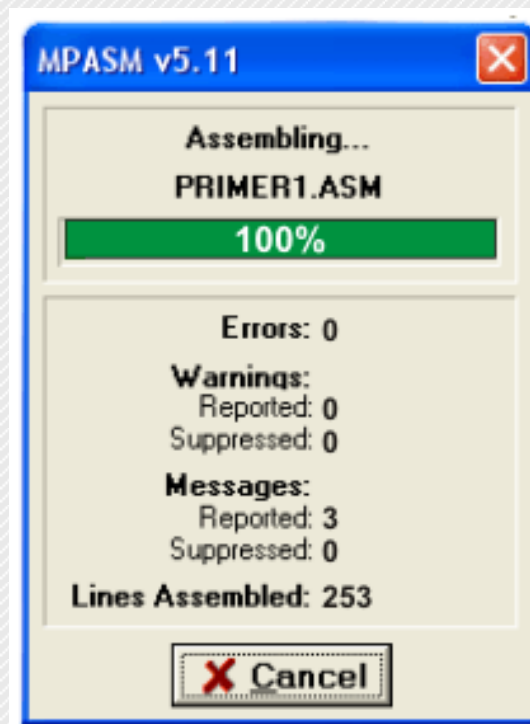 MPASM v5.11
Assembling...
PRIMER1.ASM
100%
Errors: 0
Warnings:
Reported: 0
Suppressed: 0
Messages:
Reported: 3
Suppressed: 0
Lines Assembled: 253
Cancel